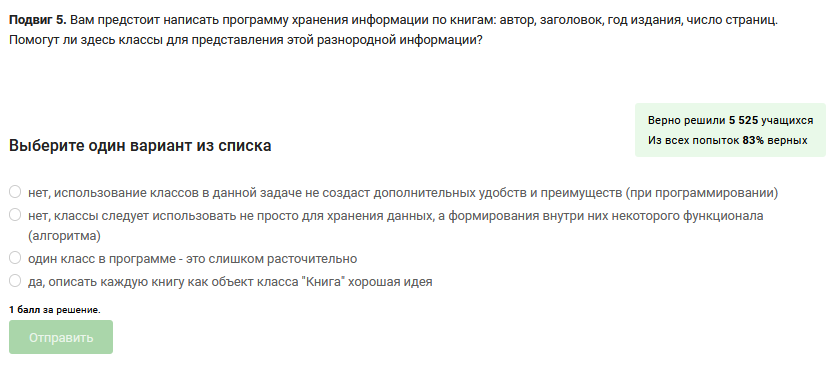 Подвиг 5. Вам предстоит написать программу хранения информации по книгам: автор, заголовок, год издания, число страниц.
Помогут ли здесь классы для представления этой разнородной информации?
Верно решили 5 525 учащихся
Из всех попыток 83% верных
Выберите один вариант из списка
нет, использование классов в данной задаче не создаст дополнительных удобств и преимуществ (при программировании)
нет, классы следует использовать не просто для хранения данных, а формирования внутри них некоторого функционала
(алгоритма)
один класс в программе - это слишком расточительно
да, описать каждую книгу как объект класса "Книга" хорошая идея
1 балл за решение.
Отправить